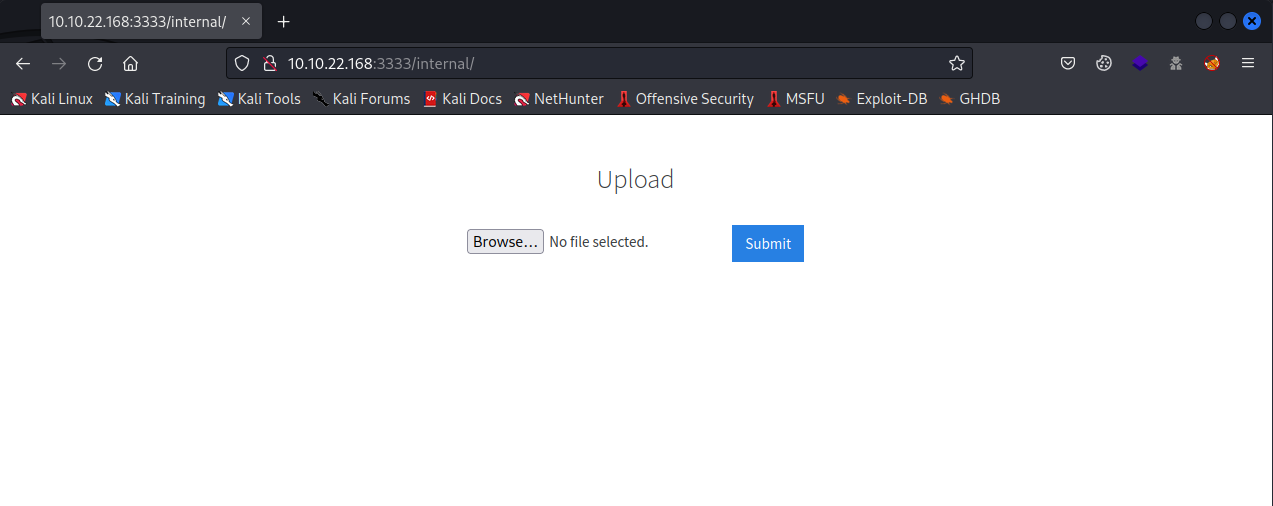 10.10.22.168:3333/internal/
10.10.22.168:3333/internal/
Kali Linux Kali Training Kali Tools Kali Forums Kali Docs NetHunter Offensive Security MSFU Exploit-DB GHDB
Upload
Browse... No file selected. Submit